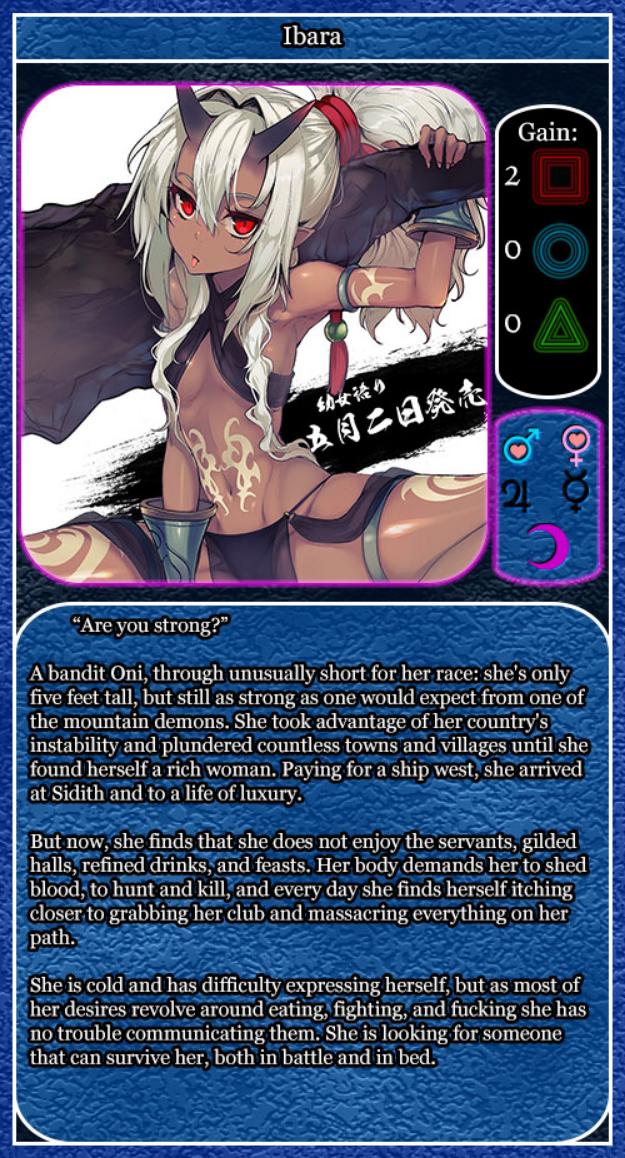 Ibara
Gain:
2
0
0
幼女語り
五月二日発売
“Are you strong?”
A bandit Oni, through unusually short for her race: she's only
five feet tall, but still as strong as one would expect from one of
the mountain demons. She took advantage of her country's
instability and plundered countless towns and villages until she
found herself a rich woman. Paying for a ship west, she arrived
at Sidith and to a life of luxury.
But now, she finds that she does not enjoy the servants, gilded
halls, refined drinks, and feasts. Her body demands her to shed
blood, to hunt and kill, and every day she finds herself itching
closer to grabbing her club and massacring everything on her
path.
She is cold and has difficulty expressing herself, but as most of
her desires revolve around eating, fighting, and fucking she has
no trouble communicating them. She is looking for someone
that can survive her, both in battle and in bed.